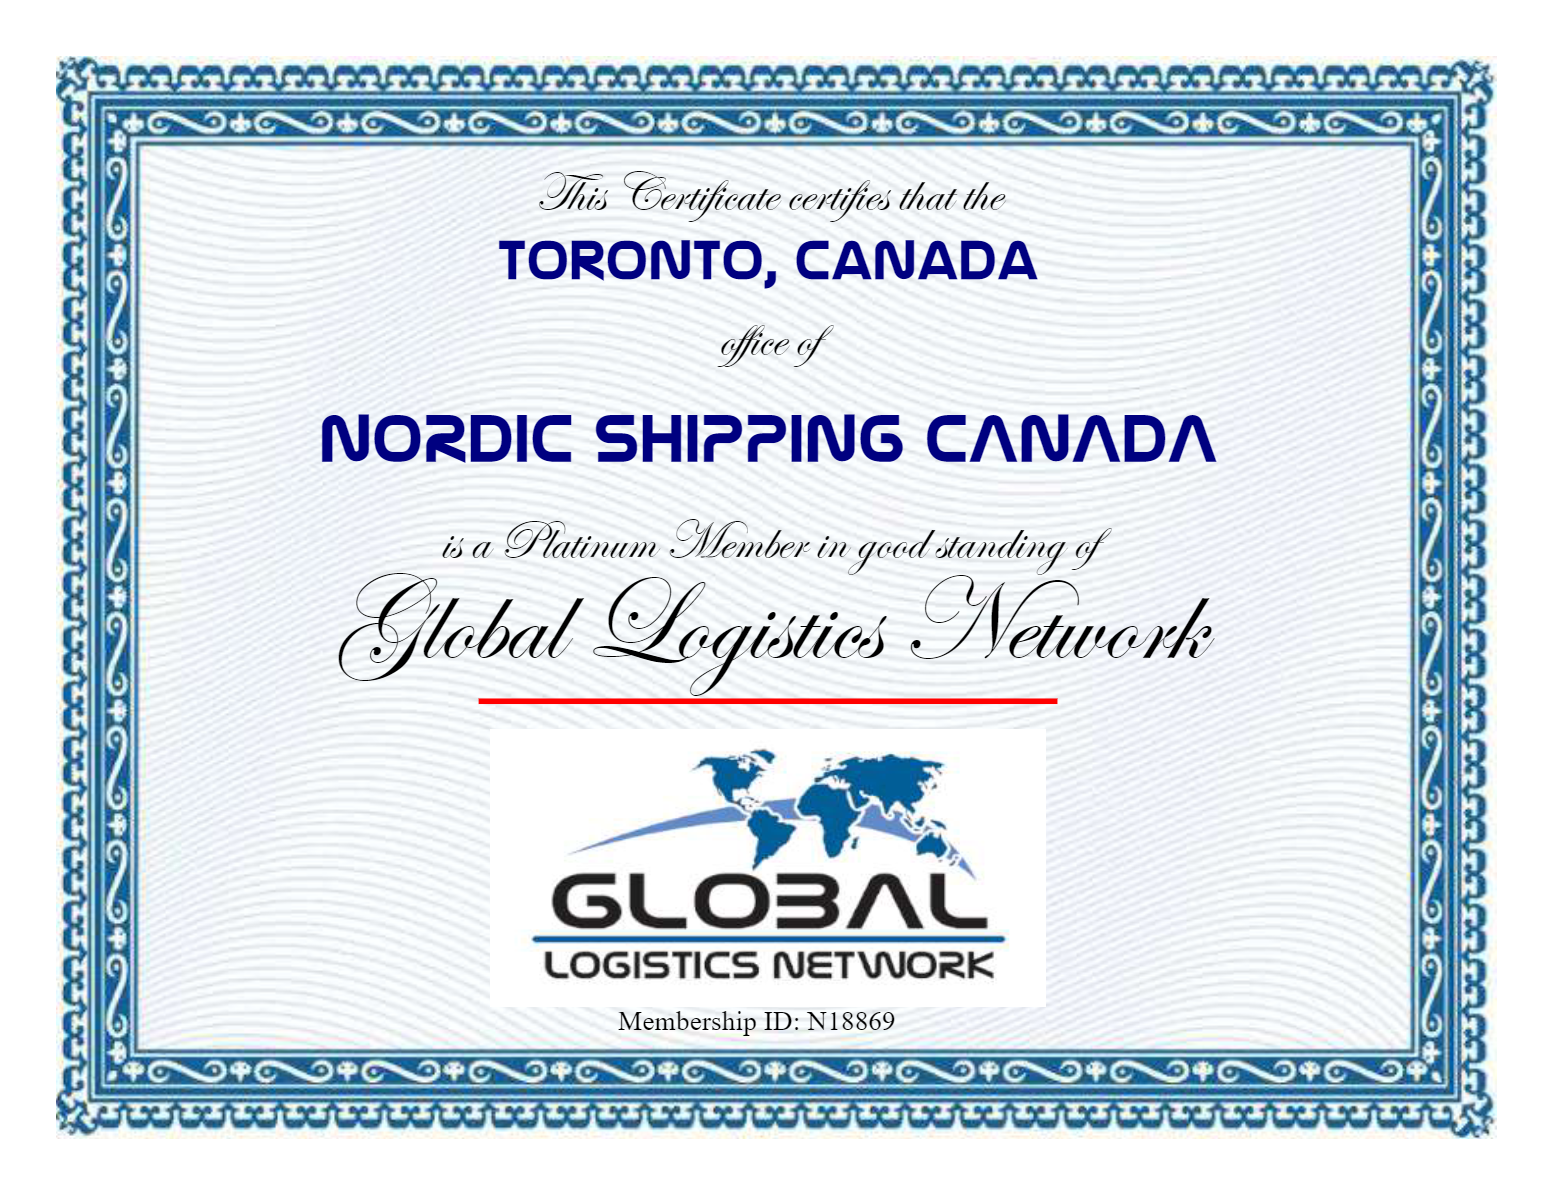 This Certificate certifies that the
TORONTO, CANADA
office of
NORDIC SHIPPING CANADA
is a Platinum Member in good standing of
Global Logistics Network
GLOBAL
LOGISTICS NETWORK
Membership ID: N18869